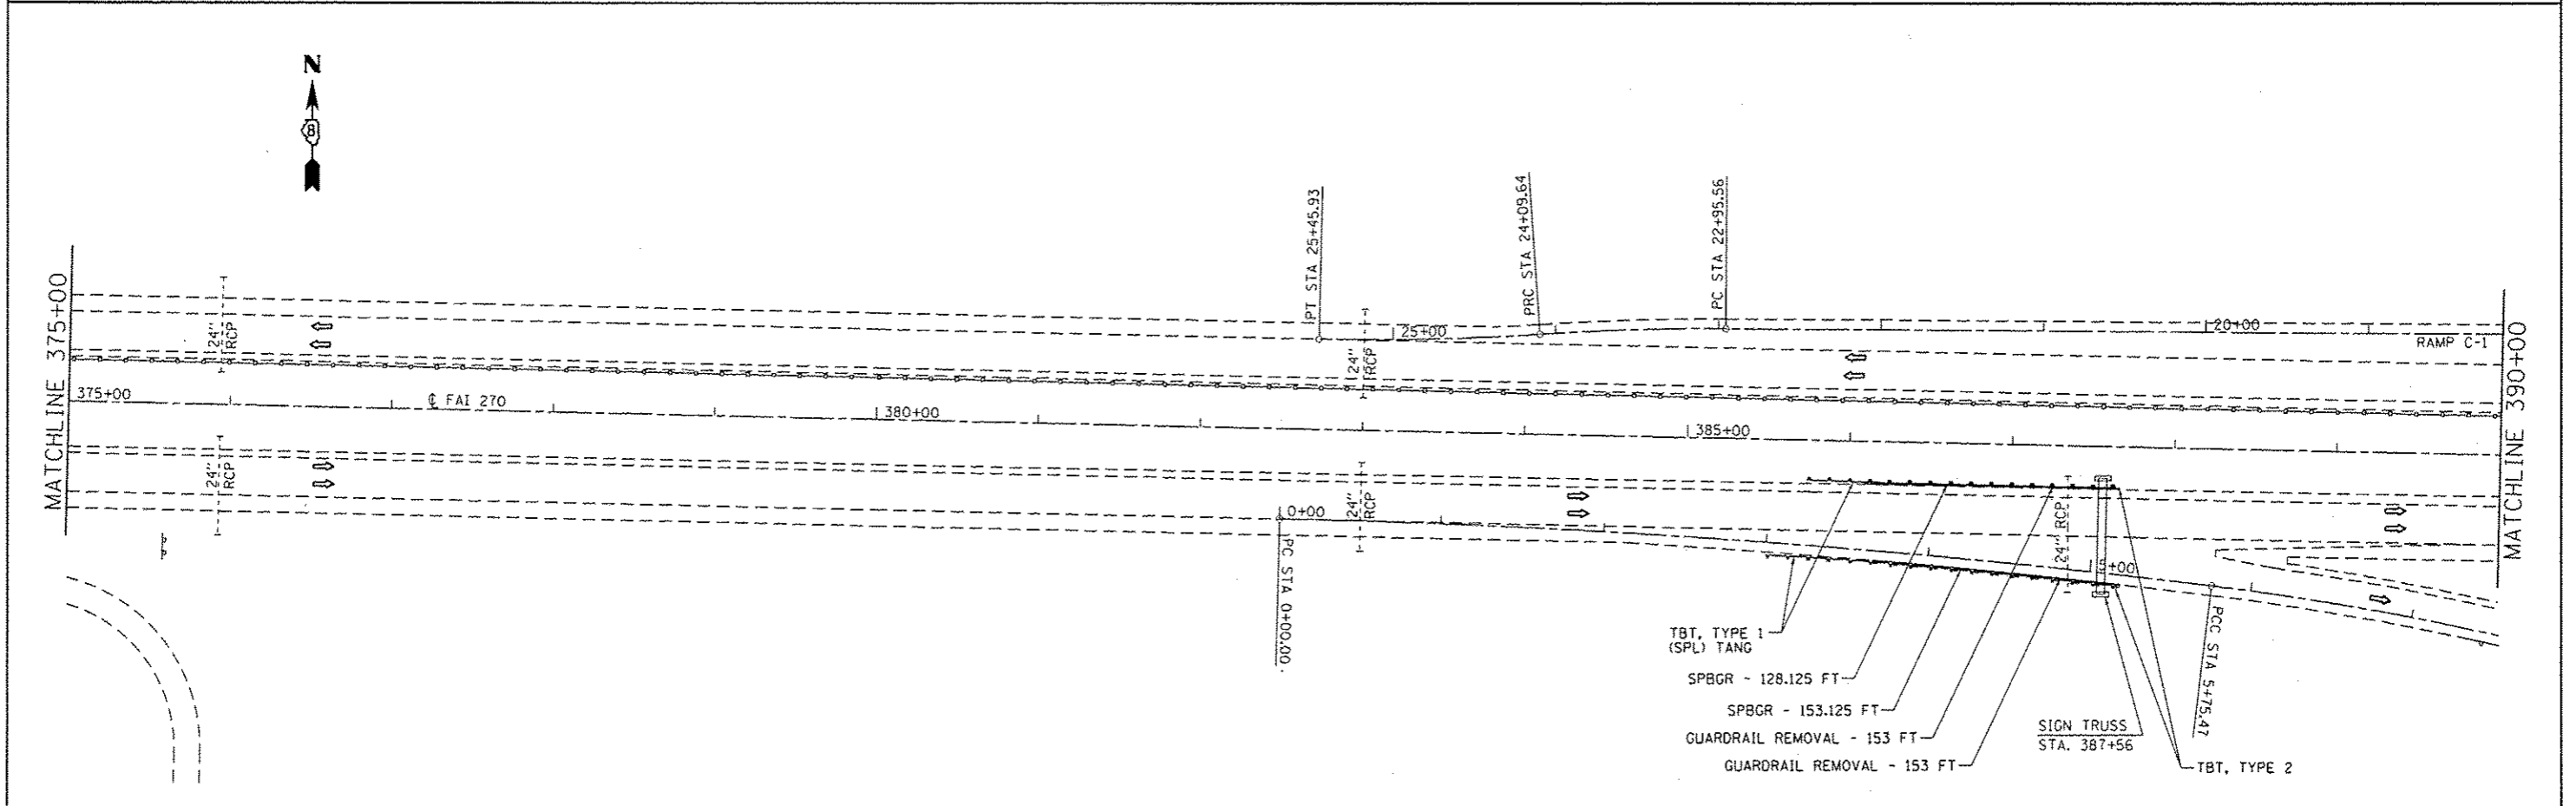 N
8
PT STA 25+45.93
PRC STA 24+09.64
PC STA 22+95.56
MATCHLINE 375+00
24" RCP
25+00
20+00
RAMP C-1
24" RCP
MATCHLINE 390+00
375+00
℄ FAI 270
380+00
385+00
24" RCP
0+00
24" RCP
24" RCP
5+00
PC STA 0+00.00
PCC STA 5+75.47
TBT, TYPE 1
(SPL) TANG
SPBGR - 128.125 FT
SPBGR - 153.125 FT
GUARDRAIL REMOVAL - 153 FT
GUARDRAIL REMOVAL - 153 FT
SIGN TRUSS
STA. 387+56
TBT, TYPE 2